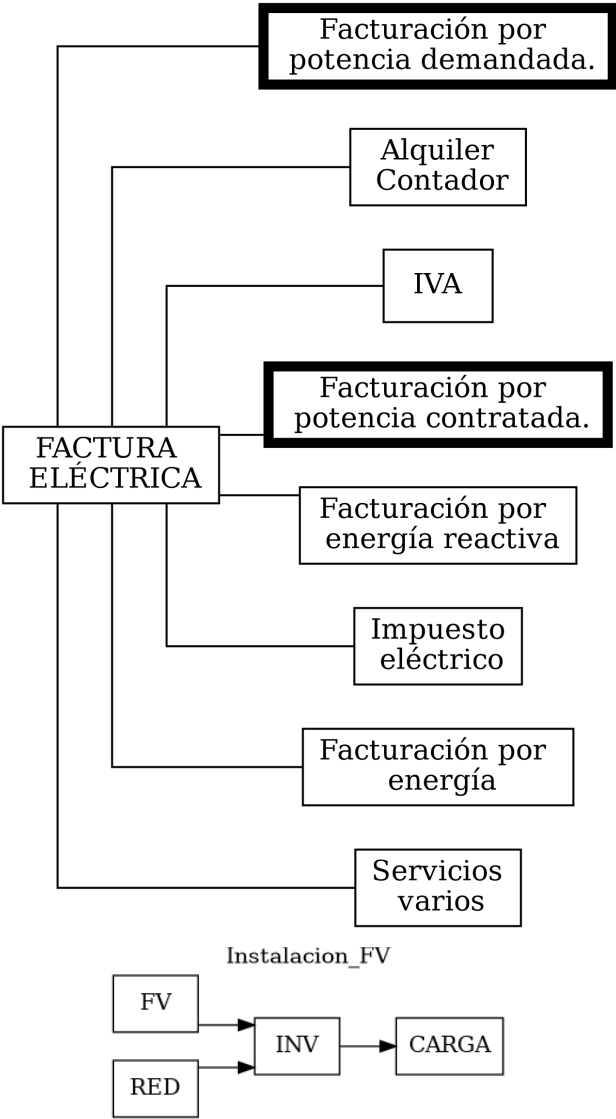 Facturación por
potencia demandada.
Alquiler
Contador
IVA
Facturación por
potencia contratada.
FACTURA
ELÉCTRICA
Facturación por
energía reactiva
Impuesto
eléctrico
Facturación por
energía
Servicios
varios
Instalacion_FV
FV
INV
CARGA
RED